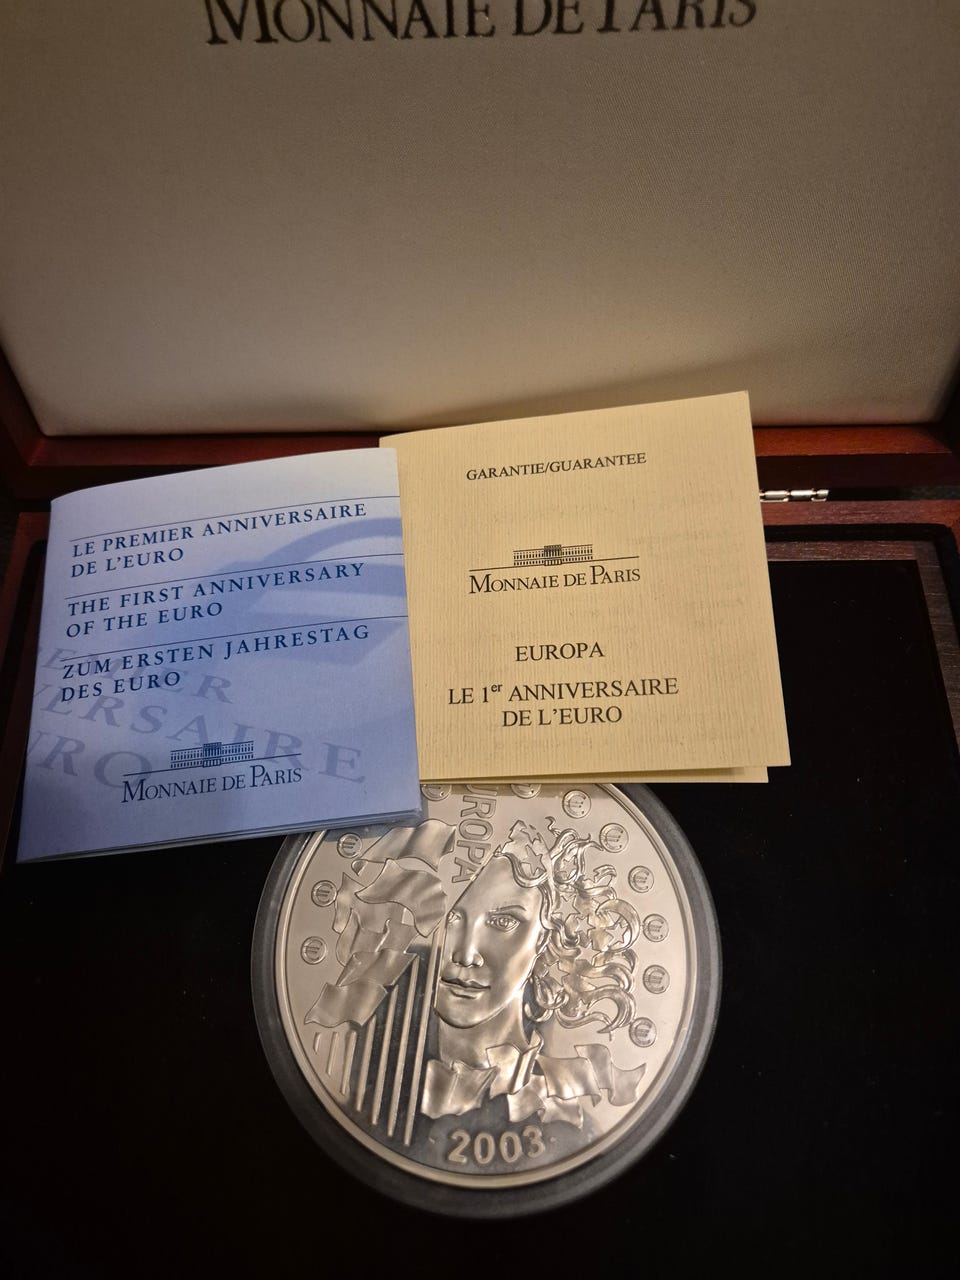 MONNAIE DE PARIS
LE PREMIER ANNIVERSAIRE
DE L'EURO
THE FIRST ANNIVERSARY
OF THE EURO
ZUM ERSTEN JAHRESTAG
DES EURO
MONNAIE DE PARIS
GARANTIE/GUARANTEE
MONNAIE DE PARIS
EUROPA
LE 1er ANNIVERSAIRE
DE L'EURO
EUROPA
2003